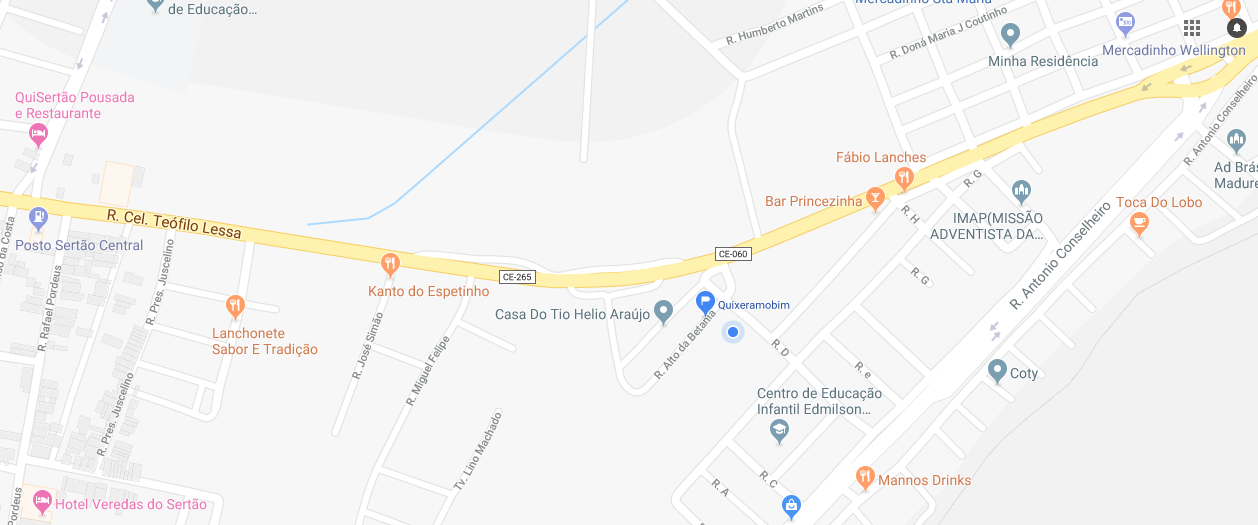 de Educação...
Mercadinho Sta Maria
R. Humberto Martins
R. Doná Maria J Coutinho
Minha Residência
Mercadinho Wellington
QuiSertão Pousada
e Restaurante
R. Antonio Conselheiro
Fábio Lanches
Ad Brás
Madure
R. G
Bar Princezinha
R. H
IMAP(MISSÃO
ADVENTISTA DA...
Toca Do Lobo
R. Cel. Teófilo Lessa
Posto Sertão Central
R. Antonio Conselheiro
CE-060
R. G
CE-265
Kanto do Espetinho
R. Pres. Juscelino
R. Rafael Pordeus
Quixeramobim
Casa Do Tio Helio Araújo
Lanchonete
Sabor E Tradição
R. José Simão
R. Miguel Felipe
R. Alto da Betania
R. D
R. e
Coty
Centro de Educação
Infantil Edmilson...
R. Pres. Juscelino
Tv. Lino Machado
R. C
R. A
Mannos Drinks
Hotel Veredas do Sertão
Pordeus